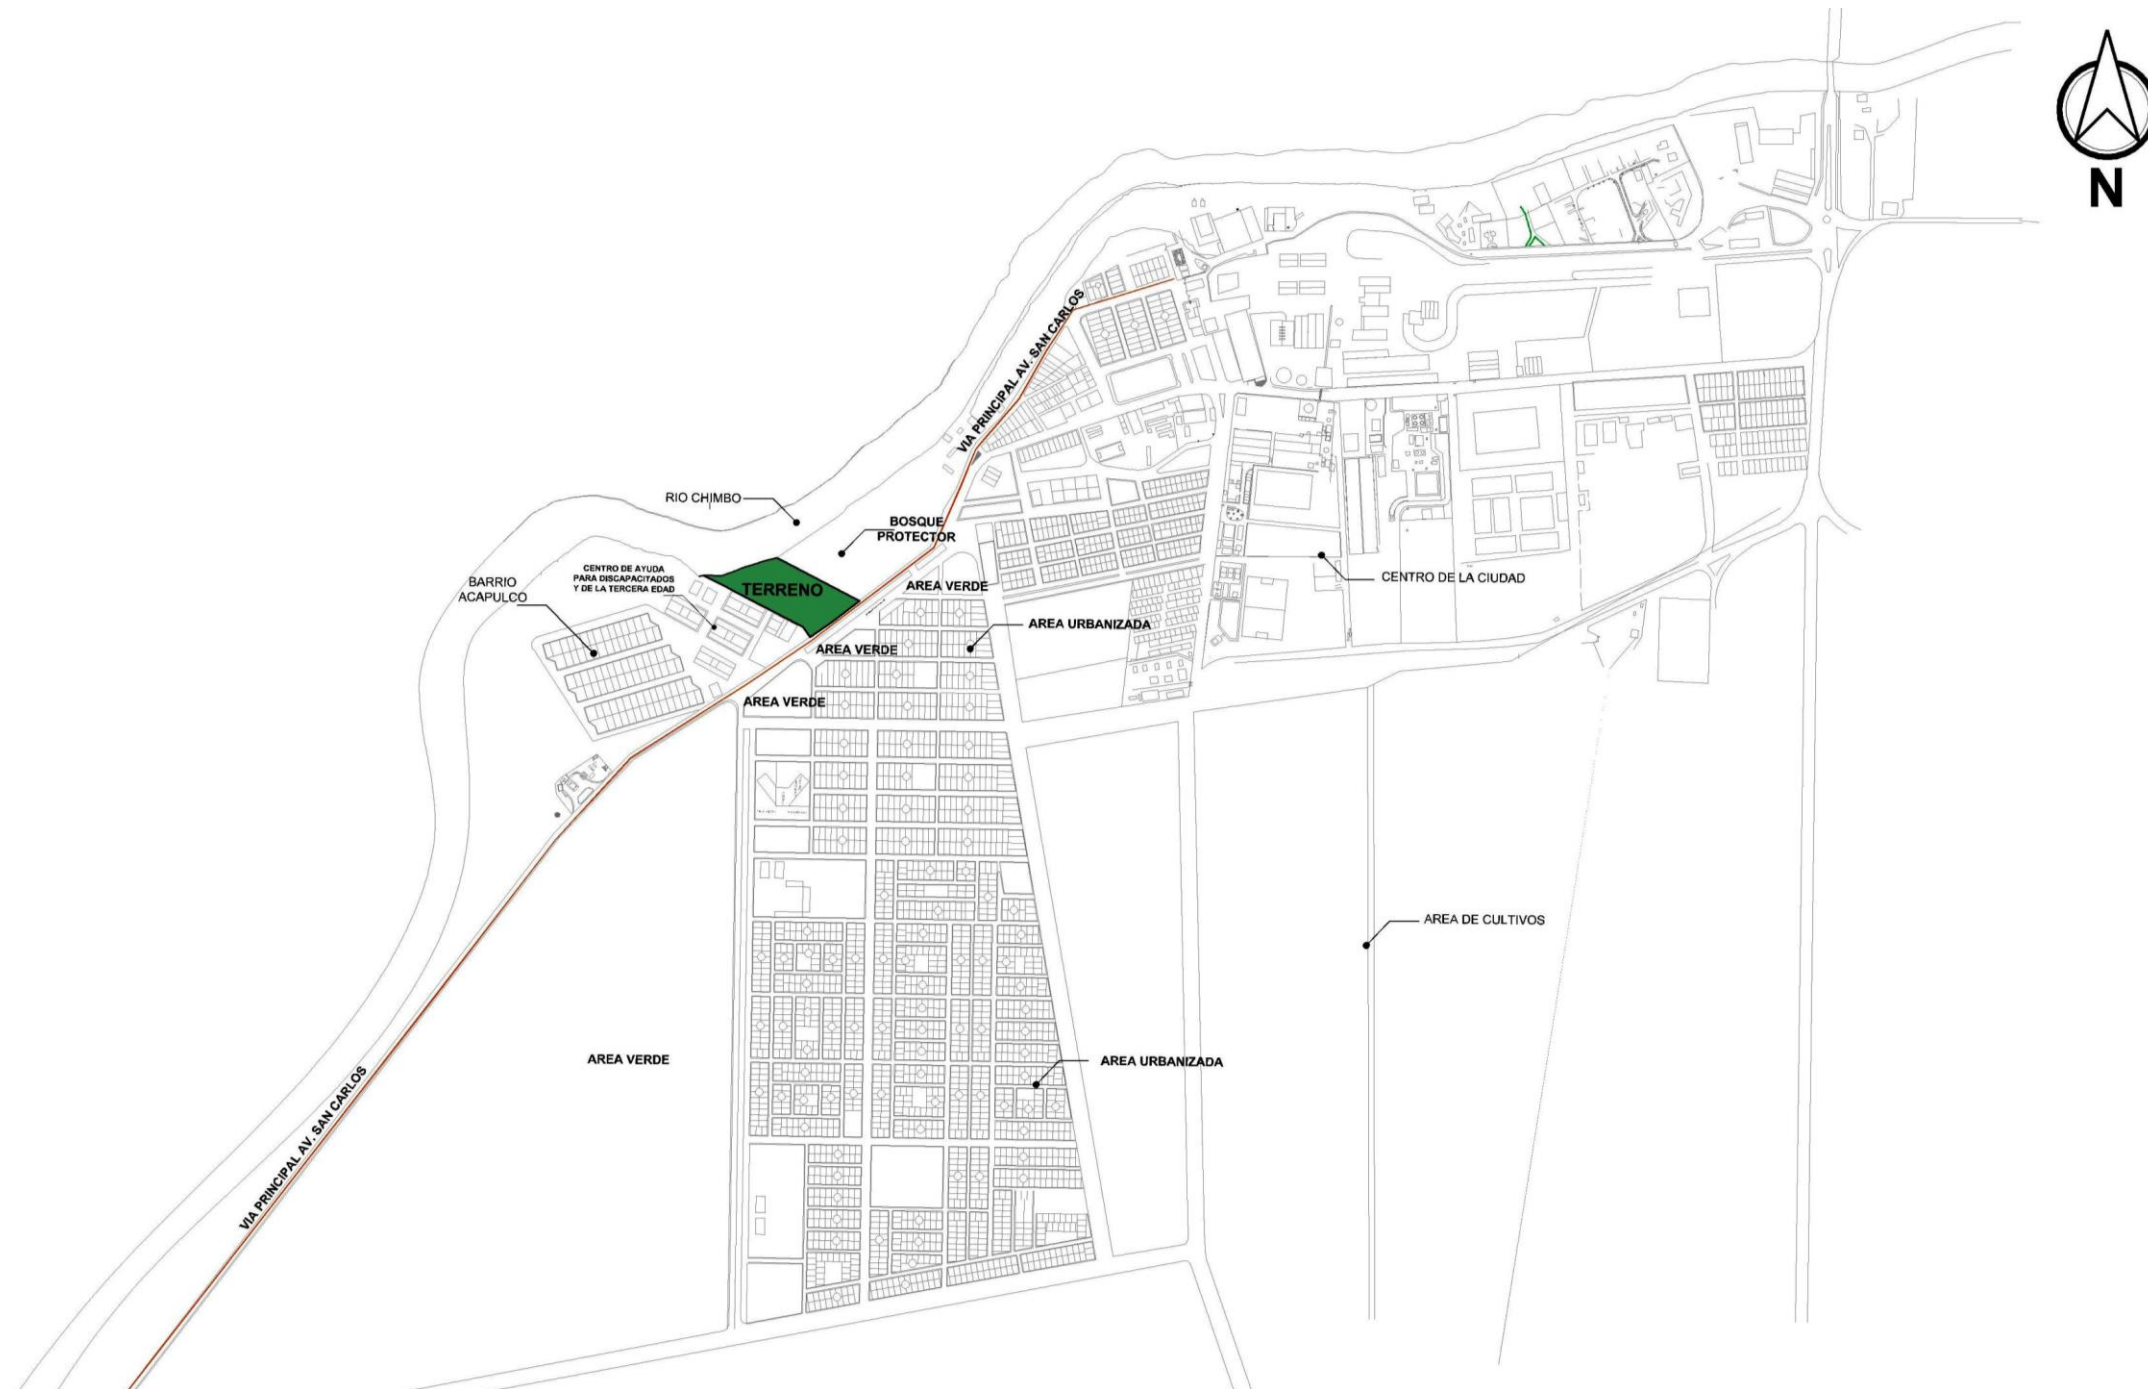 N
VIA PRINCIPAL AV. SAN CARLOS
RIO CHIMBO
BOSQUE
PROTECTOR
CENTRO DE AYUDA
PARA DISCAPACITADOS
Y DE LA TERCERA EDAD
BARRIO
ACAPULCO
TERRENO
AREA VERDE
CENTRO DE LA CIUDAD
AREA URBANIZADA
AREA VERDE
AREA VERDE
AREA DE CULTIVOS
AREA VERDE
AREA URBANIZADA
VIA PRINCIPAL AV. SAN CARLOS